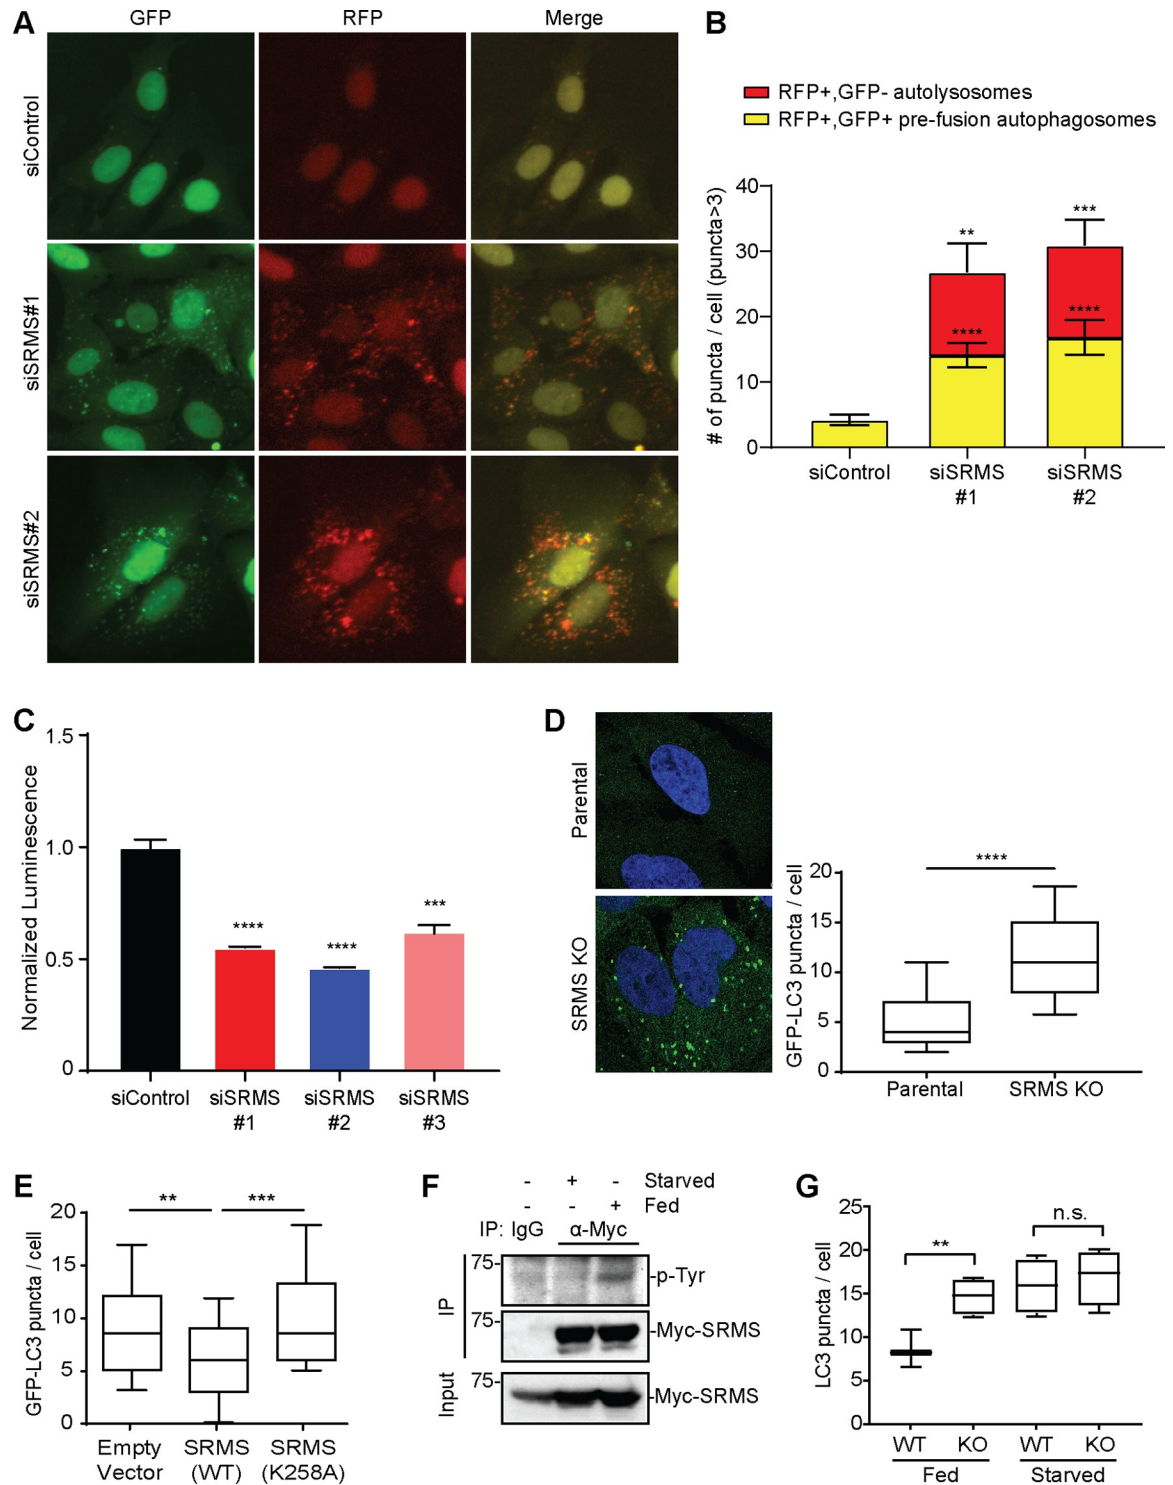 A
GFP
RFP
Merge
siControl
siSRMS#1
siSRMS#2
B
RFP+,GFP- autolysosomes
RFP+,GFP+ pre-fusion autophagosomes
# of puncta / cell (puncta>3)
40
30
20
10
0
**
***
****
****
siControl
siSRMS
#1
siSRMS
#2
C
Normalized Luminescence
1.5
1.0
0.5
0
****
****
***
siControl
siSRMS
#1
siSRMS
#2
siSRMS
#3
D
Parental
SRMS KO
GFP-LC3 puncta / cell
20
15
10
5
0
****
Parental
SRMS KO
E
GFP-LC3 puncta / cell
20
15
10
5
0
**
***
Empty
Vector
SRMS
(WT)
SRMS
(K258A)
F
- + - Starved
- - + Fed
IP: IgG α-Myc
IP
75-
-p-Tyr
75-
-Myc-SRMS
Input
75-
-Myc-SRMS
G
LC3 puncta / cell
25
20
15
10
5
0
**
n.s.
WT
KO
WT
KO
Fed
Starved